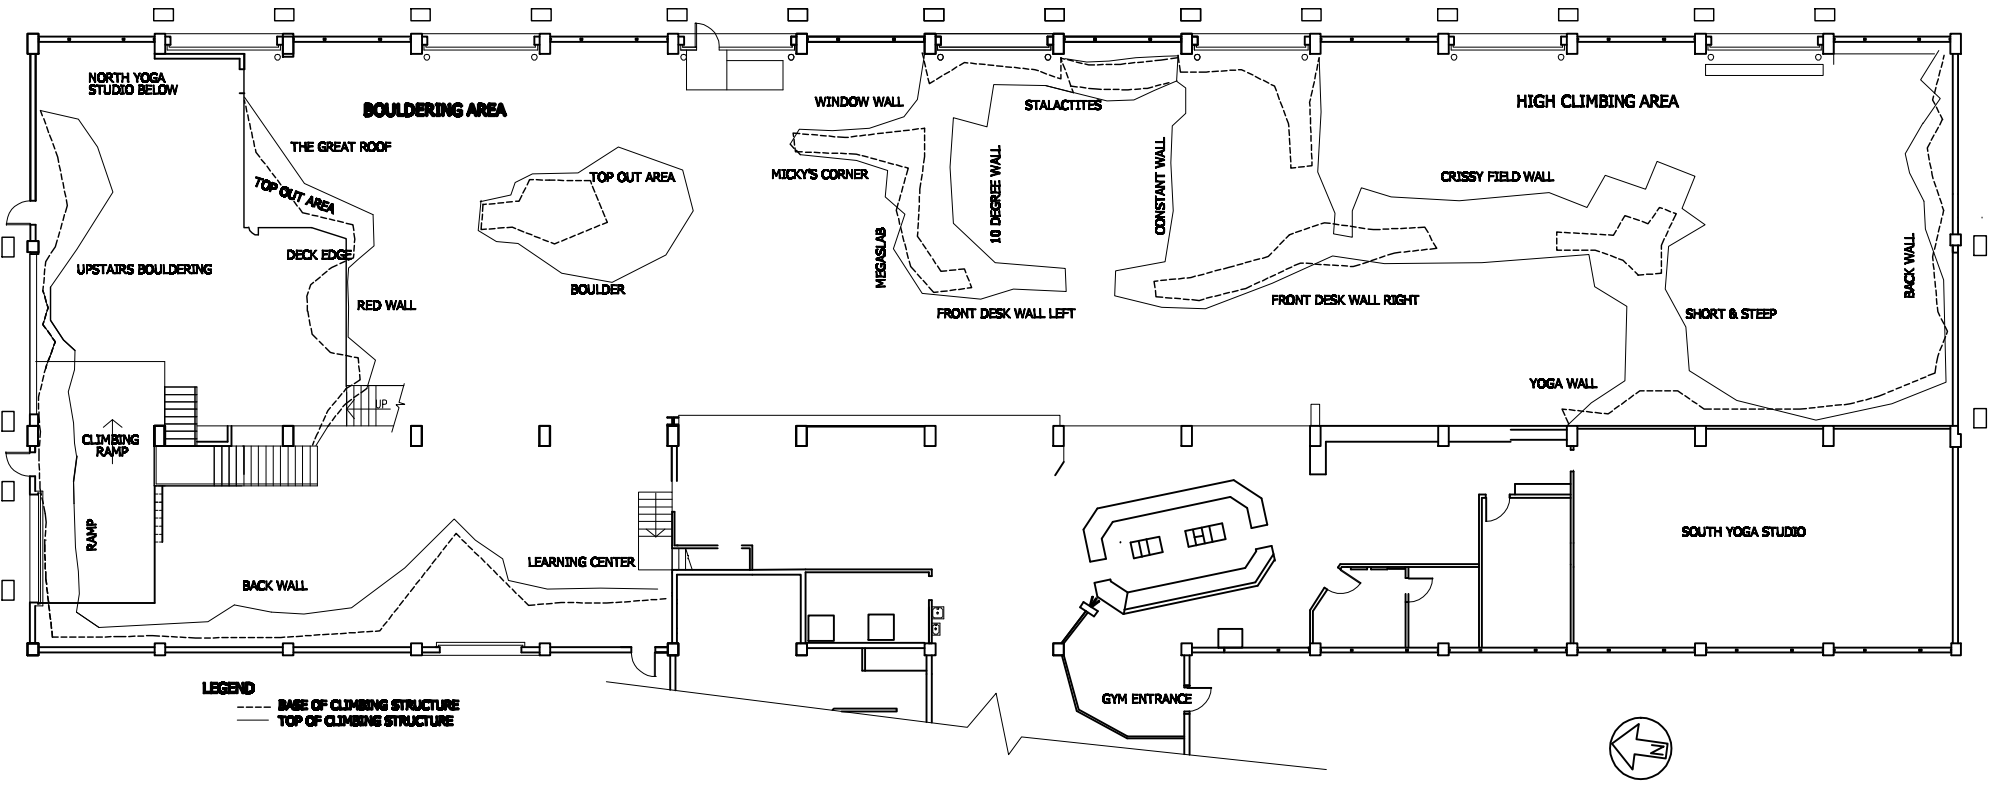 NORTH YOGA
STUDIO BELOW
BOULDERING AREA
WINDOW WALL
STALACTITES
HIGH CLIMBING AREA
THE GREAT ROOF
TOP OUT AREA
TOP OUT AREA
MICKY'S CORNER
10 DEGREE WALL
CONSTANT WALL
CRISSY FIELD WALL
MEGASLAB
DECK EDGE
UPSTAIRS BOULDERING
BOULDER
RED WALL
FRONT DESK WALL LEFT
FRONT DESK WALL RIGHT
BACK WALL
SHORT & STEEP
YOGA WALL
UP
CLIMBING
RAMP
RAMP
LEARNING CENTER
BACK WALL
SOUTH YOGA STUDIO
GYM ENTRANCE
LEGEND
BASE OF CLIMBING STRUCTURE
TOP OF CLIMBING STRUCTURE
N